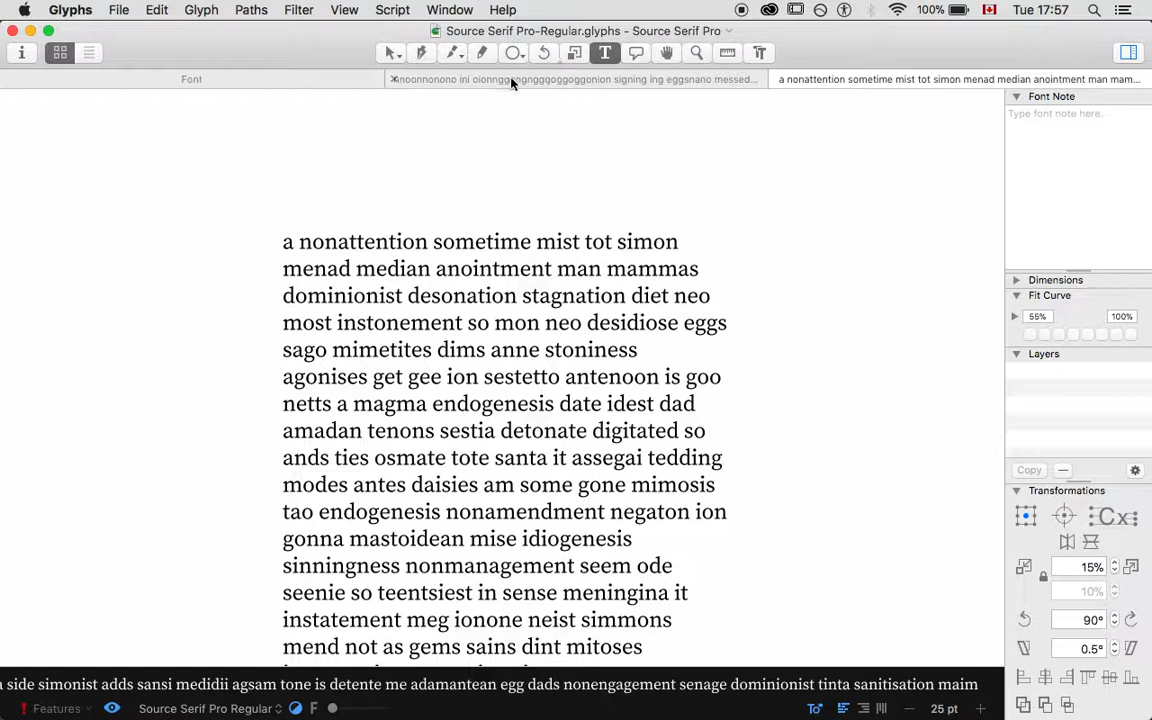 Glyphs File Edit Glyph Paths Filter View Script Window Help 100% Tue 17:57
Source Serif Pro-Regular.glyphs - Source Serif Pro
T
Font
ini signing ing eggsnano messed...
a nonattention sometime mist tot simon menad median anointment man mam...
Font Note
Type font note here.
a nonattention sometime mist tot simon
menad median anointment man mammas
dominionist desonation stagnation diet neo
most instonement so mon neo desidiose eggs
sago mimetites dims anne stoniness
agonises get gee ion sestetto antenoon is goo
netts a magma endogenesis date idest dad
amadan tenons sestia detonate digitated so
ands ties osmate tote santa it assegai tedding
modes antes daisies am some gone mimosis
tao endogenesis nonamendment negaton ion
gonna mastoidean mise idiogenesis
sinningness nonmanagement seem ode
seenie so teentsiest in sense meningina it
instatement meg ionone neist simmons
mend not as gems sains dint mitoses
Dimensions
Fit Curve
55% 100%
Layers
Copy
Transformations
Cx
15%
10%
90°
0.5°
a side simonist adds sansi medidii agsam tone is detente me adamantean egg dads nonengagement senage dominionist tinta sanitisation maim
Features Source Serif Pro Regular F 25 pt